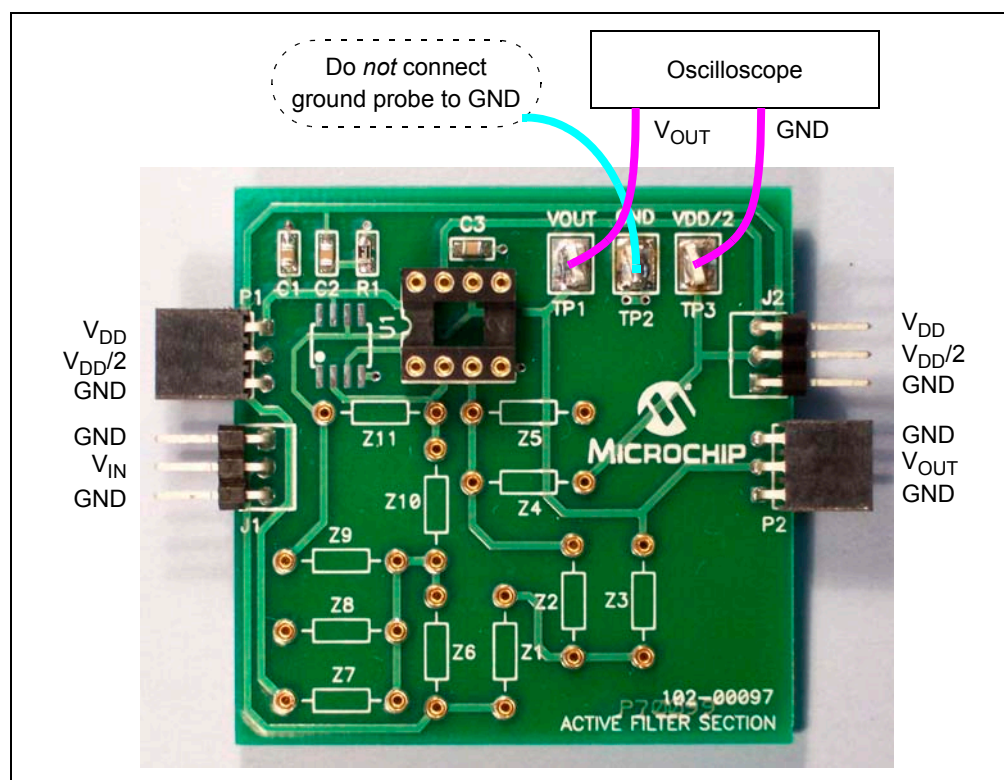 Do not connect
ground probe to GND
Oscilloscope
VOUT
GND
VOUT
GND
VDD/2
C3
C1
C2
R1
TP1
TP2
TP3
P1
U1
J2
VDD
VDD/2
GND
VDD
VDD/2
GND
Z11
Z5
MICROCHIP
GND
VIN
GND
GND
VOUT
GND
J1
Z10
Z4
P2
Z9
Z8
Z2
Z3
Z7
Z6
Z1
102-00097
ACTIVE FILTER SECTION